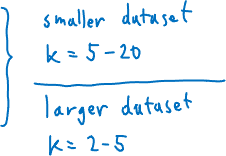 smaller dataset
k = 5-20
larger dataset
k = 2-5